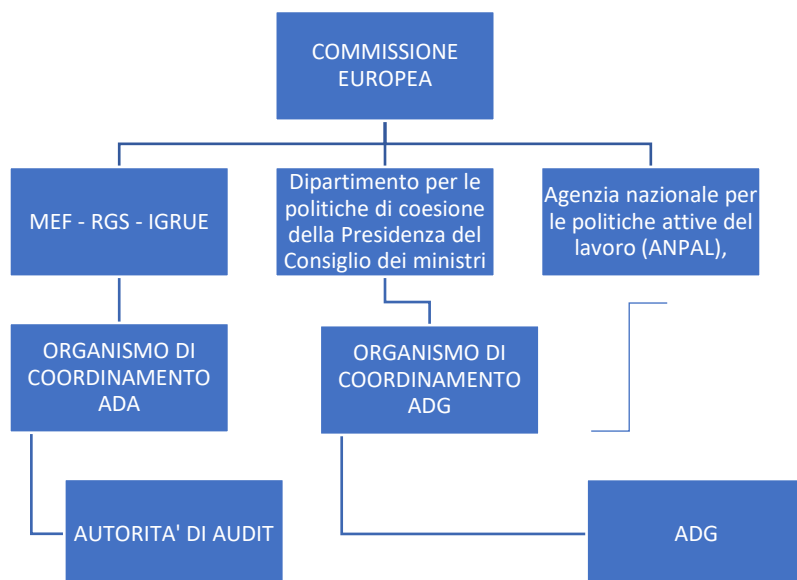 COMMISSIONE
EUROPEA
MEF - RGS - IGRUE
Dipartimento per le
politiche di coesione
della Presidenza del
Consiglio dei ministri
Agenzia nazionale per
le politiche attive del
lavoro (ANPAL),
ORGANISMO DI
COORDINAMENTO
ADA
ORGANISMO DI
COORDINAMENTO
ADG
AUTORITA' DI AUDIT
ADG